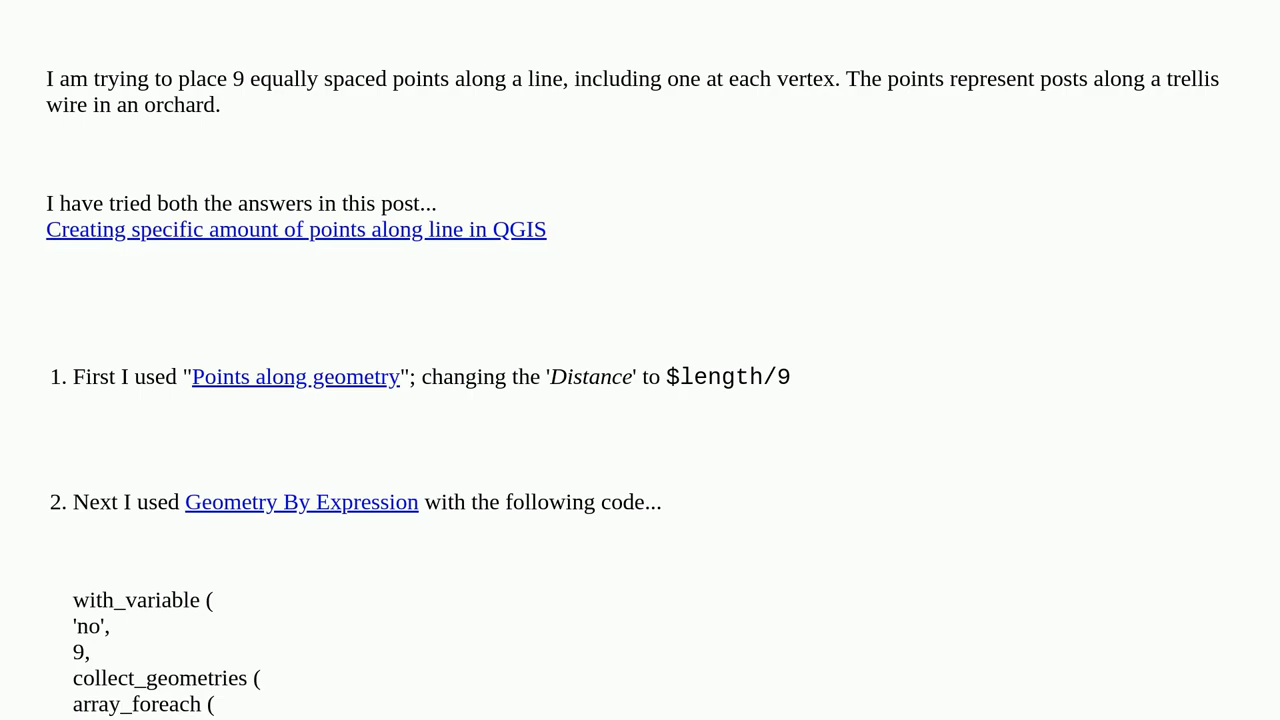 I am trying to place 9 equally spaced points along a line, including one at each vertex. The points represent posts along a trellis
wire in an orchard.
I have tried both the answers in this post...
Creating specific amount of points along line in QGIS
1. First I used "Points along geometry"; changing the 'Distance' to $length/9
2. Next I used Geometry By Expression with the following code...
with_variable (
'no',
9,
collect_geometries (
array_foreach (